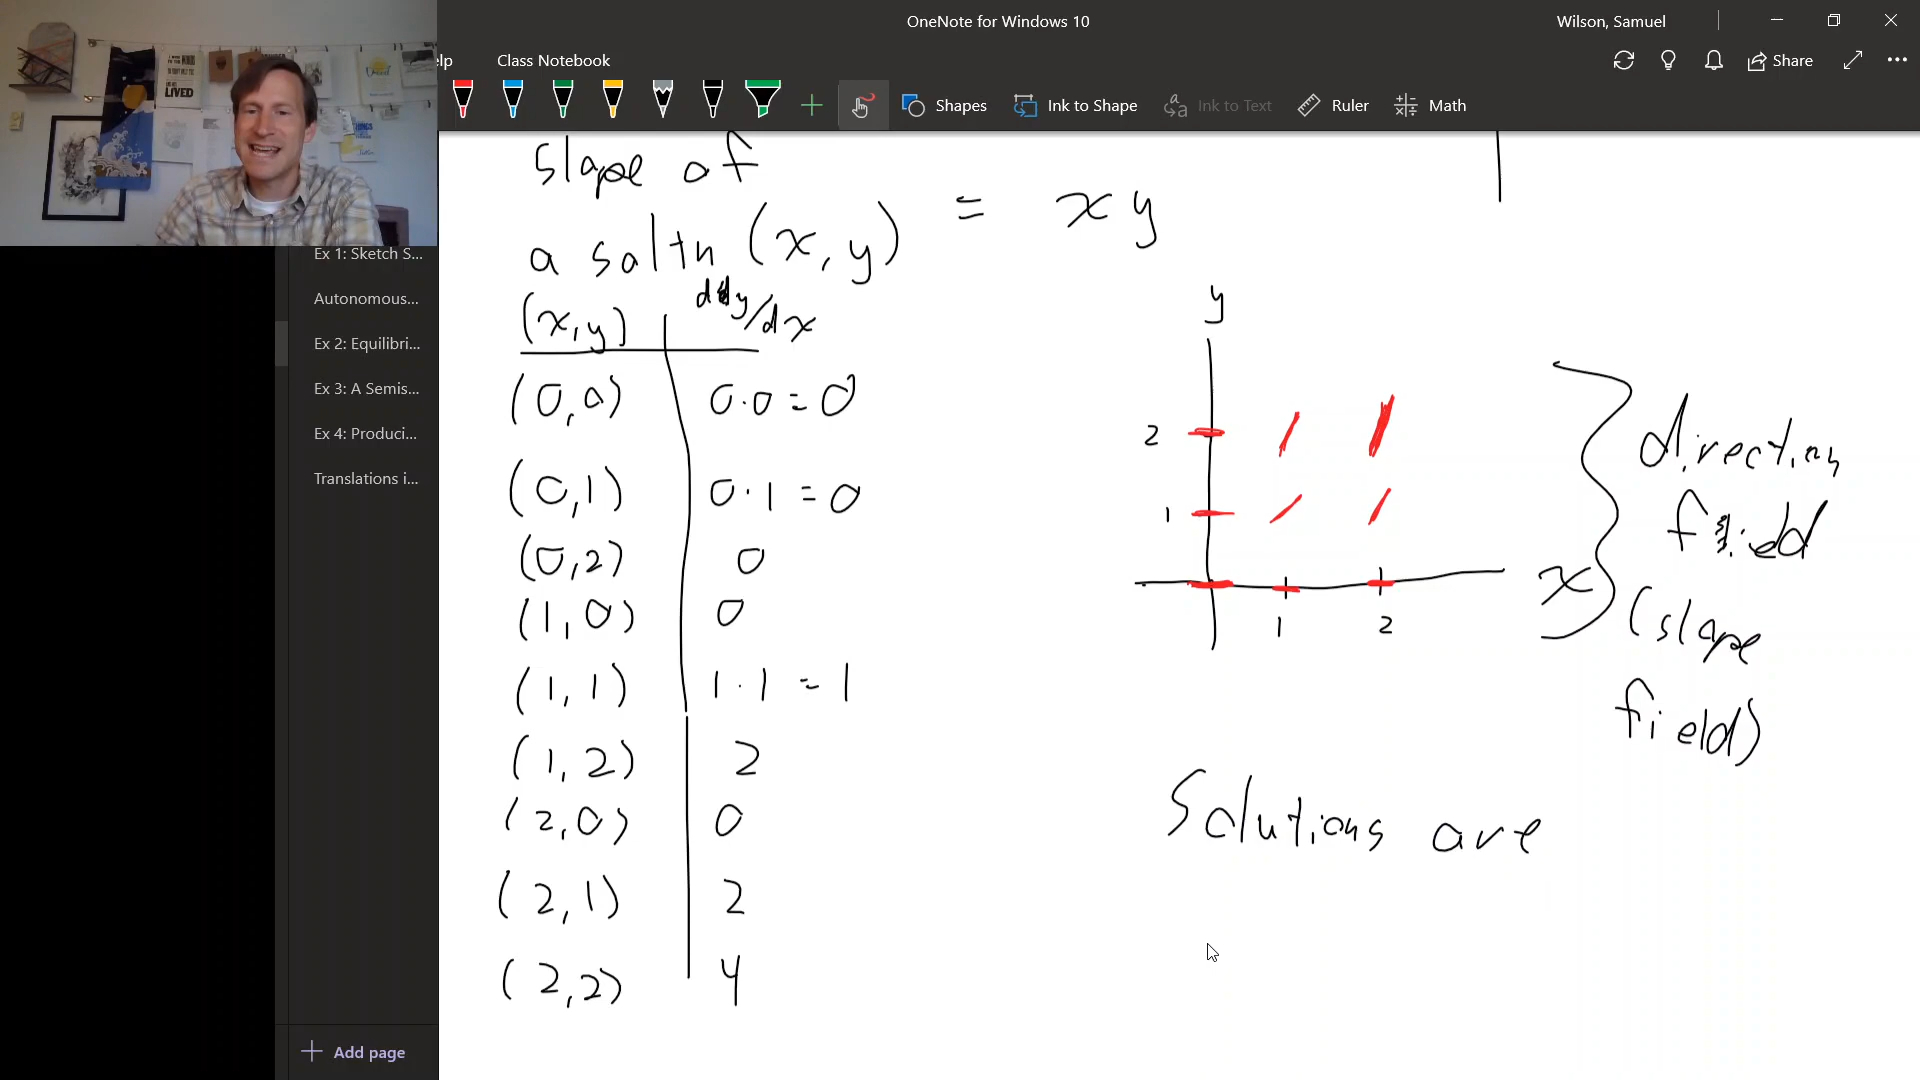 OneNote for Windows 10
Wilson, Samuel
Class Notebook
Share
Shapes
Ink to Shape
Ink to Text
Ruler
Math
LIVED
Ex 1: Sketch S...
Autonomous...
Ex 2: Equilibri...
Ex 3: A Semis...
Ex 4: Produci...
Translations i...
Add page
slope of
a soltn (x,y) = xy
(x,y) dy/dx
(0,0) 0·0=0
(0,1) 0·1=0
(0,2) 0
(1,0) 0
(1,1) 1·1=1
(1,2) 2
(2,0) 0
(2,1) 2
(2,2) 4
y
2
1
x
1 2
direction
field
(slope
field)
Solutions are